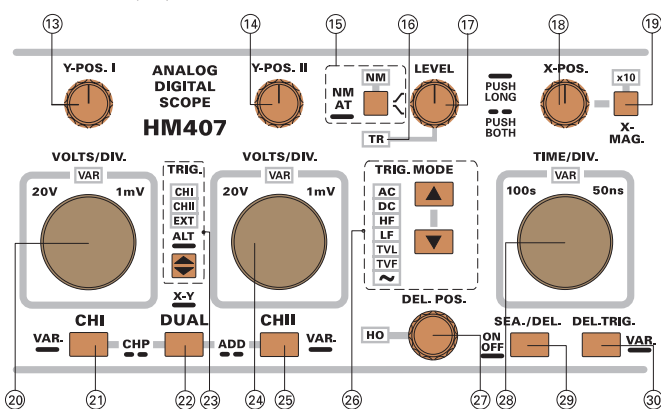 13 14 15 16 17 18 19
Y-POS. I
ANALOG
DIGITAL
SCOPE
HM407
Y-POS. II
NM
AT
NM
LEVEL
TR
PUSH
LONG
PUSH
BOTH
X-POS.
x10
X-
MAG.
VOLTS/DIV.
VAR
20V 1mV
TRIG.
CHI
CHII
EXT
ALT
VOLTS/DIV.
VAR
20V 1mV
TRIG. MODE
AC
DC
HF
LF
TVL
TVF
~
TIME/DIV.
VAR
100s 50ns
X-Y
CHI
VAR.
CHP
DUAL
ADD
CHII
VAR.
DEL. POS.
HO
ON
OFF
SEA./DEL.
DEL.TRIG.
VAR.
20 21 22 23 24 25 26 27 28 29 30